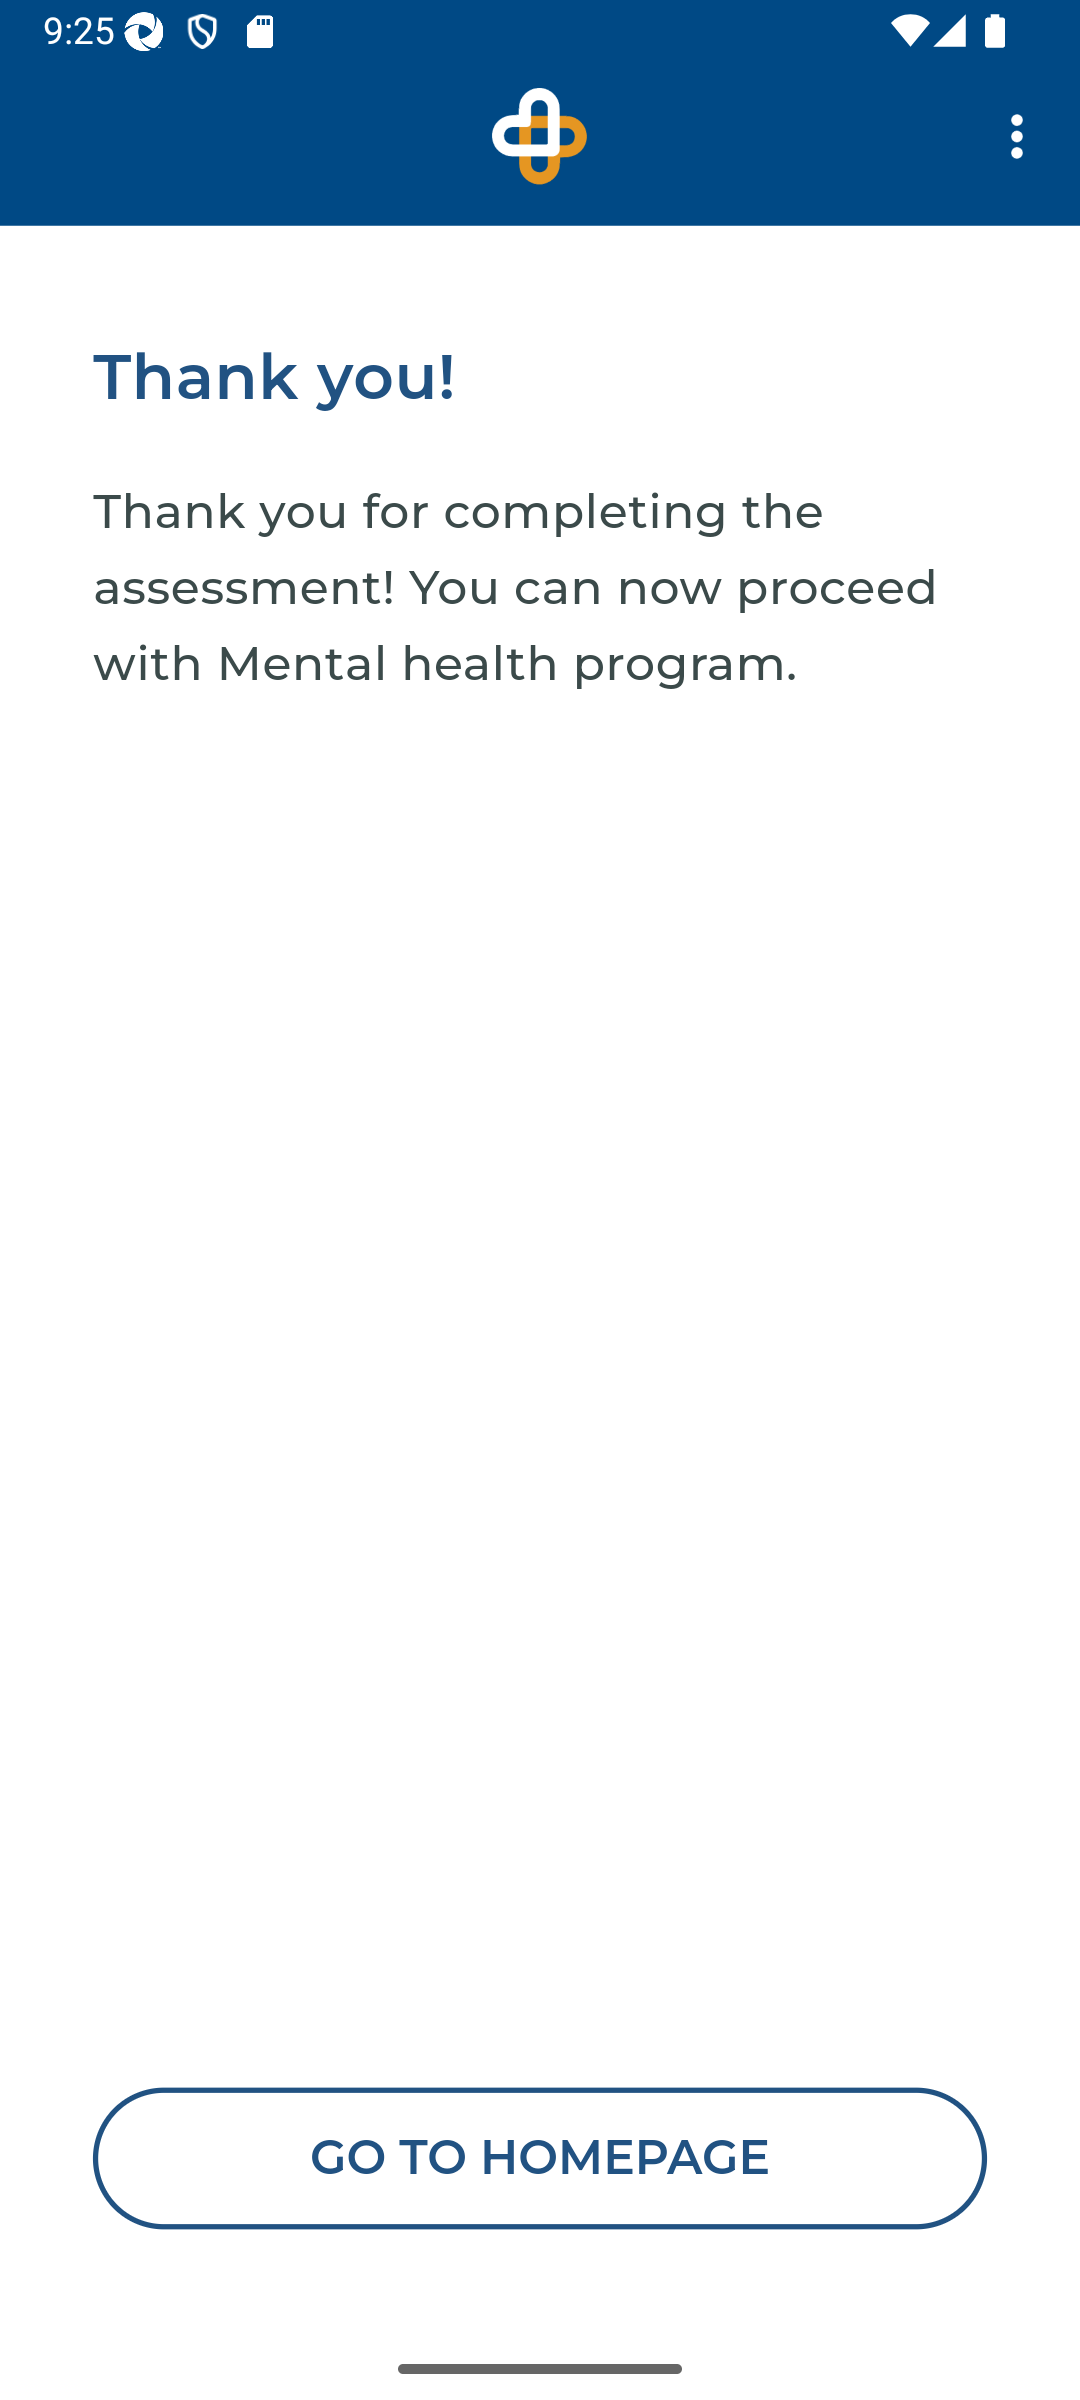 9:25
Thank you!
Thank you for completing the
assessment! You can now proceed
with Mental health program.
GO TO HOMEPAGE